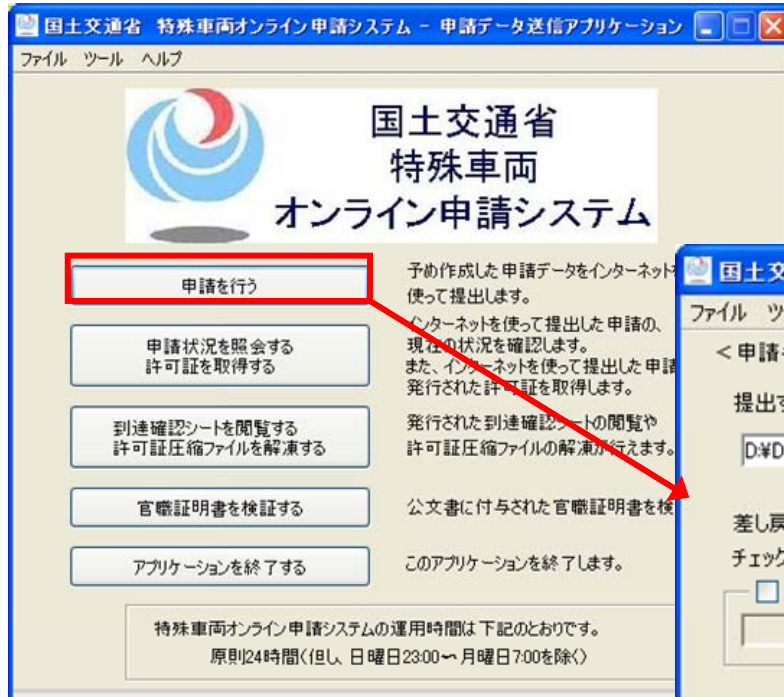 国土交通省 特殊車両オンライン申請システム - 申請データ送信アプリケーション
ファイル ツール ヘルプ
国土交通省
特殊車両
オンライン申請システム
申請を行う
予め作成した申請データをインターネット
使って提出します。
申請状況を照会する
許可証を取得する
インターネットを使って提出した申請の、
現在の状況を確認します。
また、インターネットを使って提出した申請
発行された許可証を取得します。
到達確認シートを閲覧する
許可証圧縮ファイルを解凍する
発行された到達確認シートの閲覧や
許可証圧縮ファイルの解凍が行えます。
官職証明書を検証する
公文書に付与された官職証明書を検
アプリケーションを終了する
このアプリケーションを終了します。
特殊車両オンライン申請システムの運用時間は下記のとおりです。
原則24時間(但し、日曜日23:00~月曜日7:00を除く)
国土交
ファイル ツ
<申請
提出す
D:¥D
差し戻
チェック